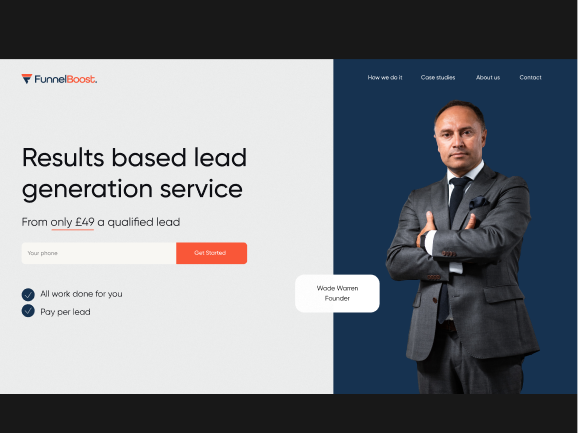 FunnelBoost.
How we do it
Case studies
About us
Contact
Results based lead
generation service
From only £49 a qualified lead
Your phone
Get Started
All work done for you
Pay per lead
Wade Warren
Founder